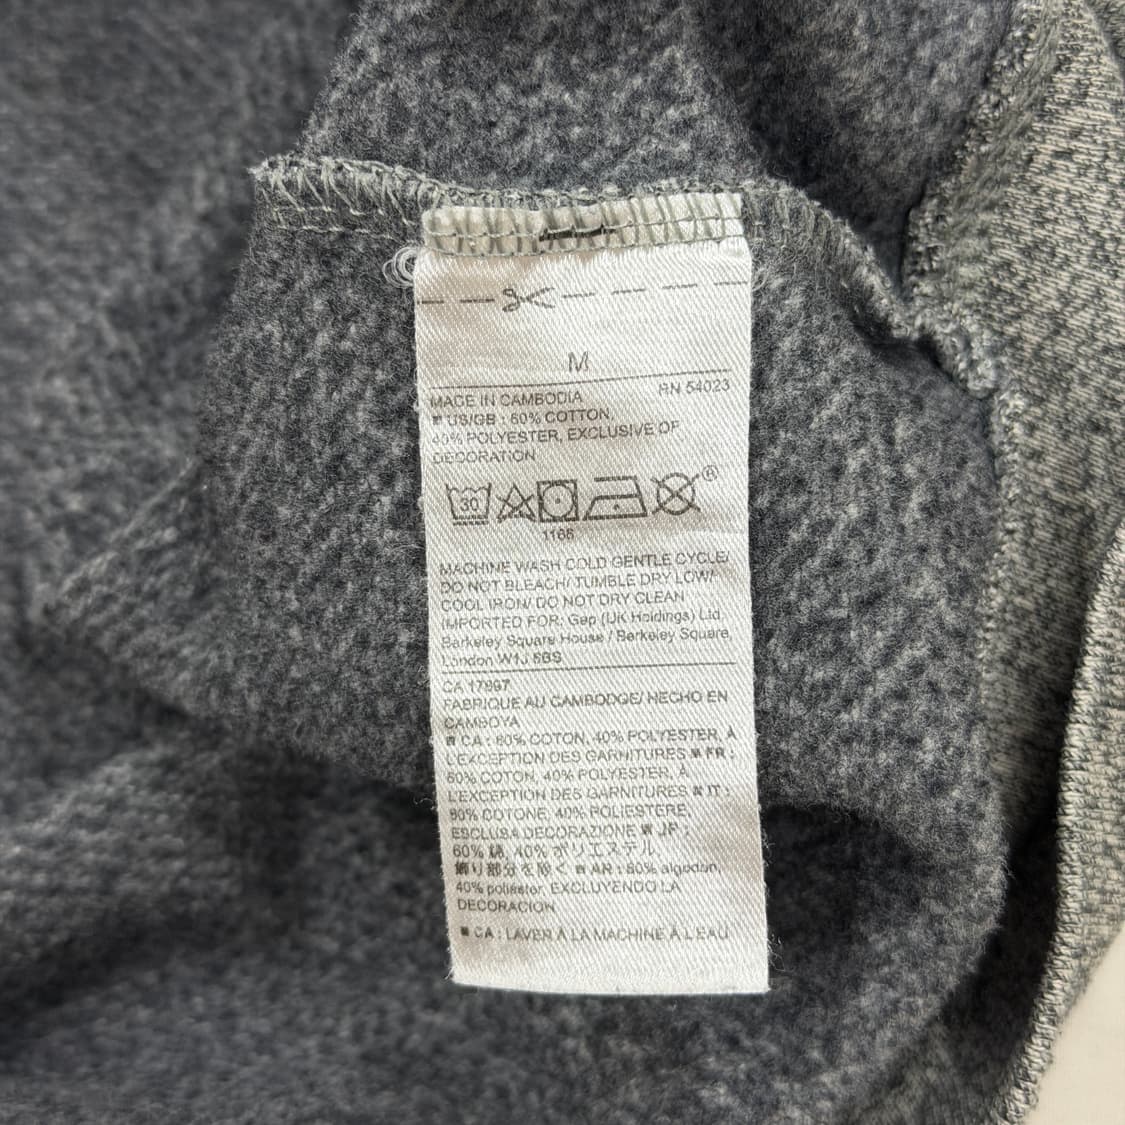 M
RN 54023
MADE IN CAMBODIA
■ US/GB : 60% COTTON,
40% POLYESTER, EXCLUSIVE OF
DECORATION
30
®
1166
MACHINE WASH COLD GENTLE CYCLE/
DO NOT BLEACH/ TUMBLE DRY LOW/
COOL IRON/ DO NOT DRY CLEAN
IMPORTED FOR: Gap (UK Holdings) Ltd,
Berkeley Square House / Berkeley Square,
London W1J 6BS
CA 17897
FABRIQUE AU CAMBODGE/ HECHO EN
CAMBOYA
■ CA : 60% COTON, 40% POLYESTER, À
L'EXCEPTION DES GARNITURES ■ FR :
60% COTON, 40% POLYESTER, À
L'EXCEPTION DES GARNITURES ■ IT :
60% COTONE, 40% POLIESTERE,
ESCLUSA DECORAZIONE ■ JP :
60% 綿, 40% ポリエステル
飾り部分を除く ■ AR : 60% algodon,
40% poliéster, EXCLUYENDO LA
DECORACION
■ CA : LAVER À LA MACHINE À L'EAU